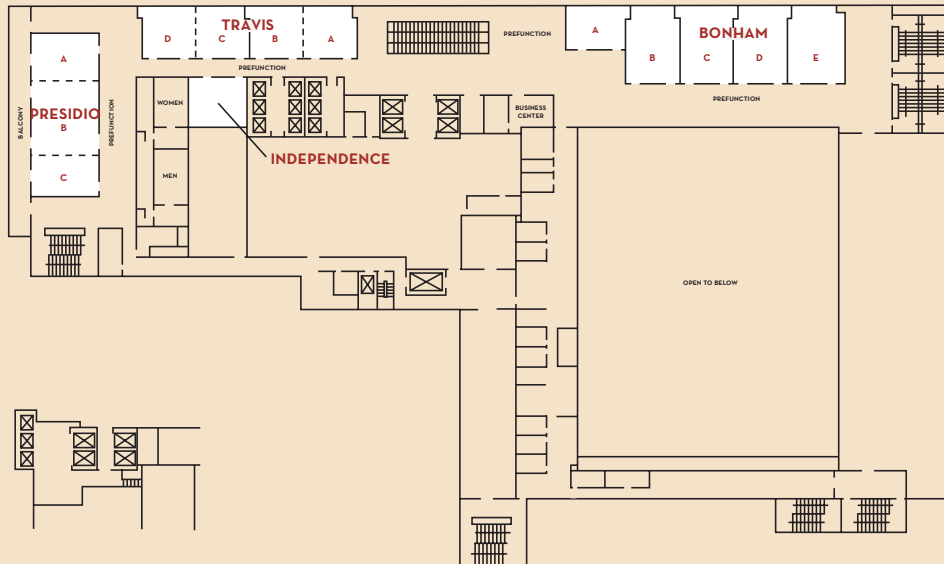 TRAVIS
D C B A
PREFUNCTION
PREFUNCTION
A
BONHAM
B C D E
PREFUNCTION
A
PRESIDIO
B
C
BALCONY
PREFUNCTION
WOMEN
MEN
INDEPENDENCE
BUSINESS
CENTER
OPEN TO BELOW